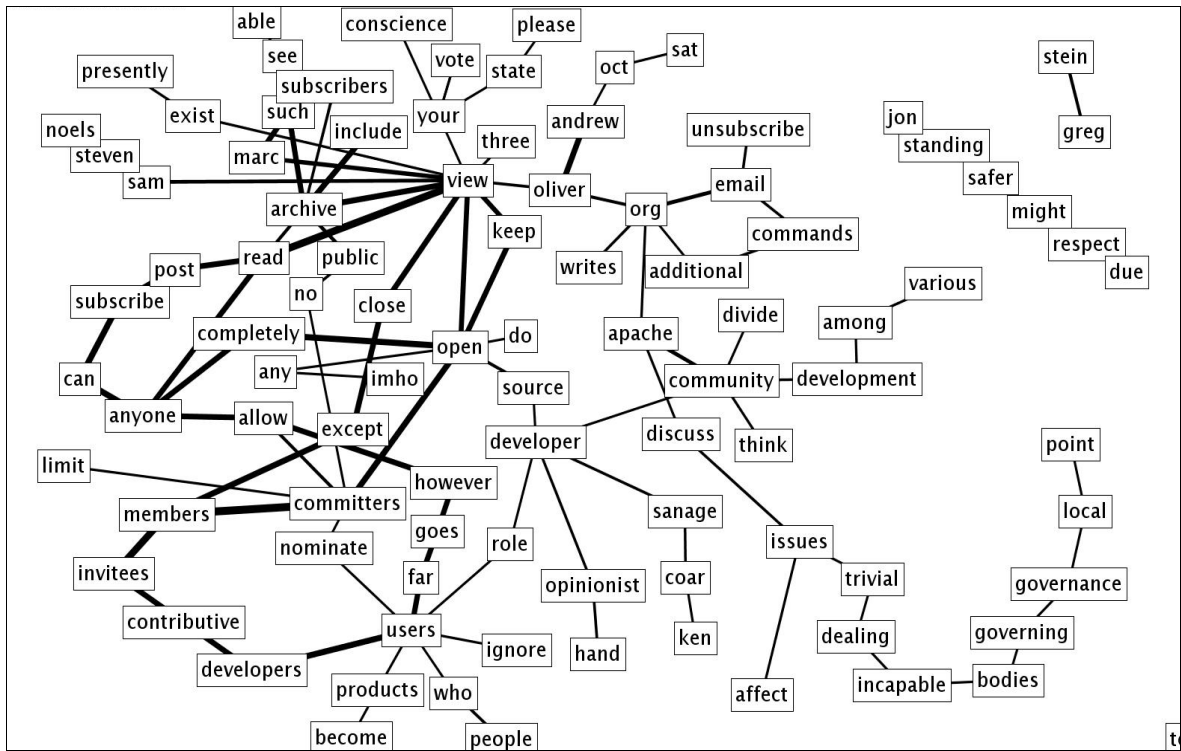 able
conscience
please
see
vote
sat
stein
presently
state
oct
subscribers
such
exist
your
andrew
jon
noels
include
unsubscribe
greg
three
standing
steven
marc
sam
view
oliver
email
safer
archive
org
might
keep
commands
respect
read
public
post
writes
additional
due
subscribe
no
close
various
divide
among
completely
open
do
apache
can
any
imho
source
community
development
anyone
allow
except
developer
discuss
think
point
limit
however
committers
members
sanage
local
goes
nominate
role
issues
invitees
far
opinionist
coar
trivial
governance
contributive
users
ken
dealing
governing
ignore
hand
developers
products
who
affect
incapable
bodies
become
people